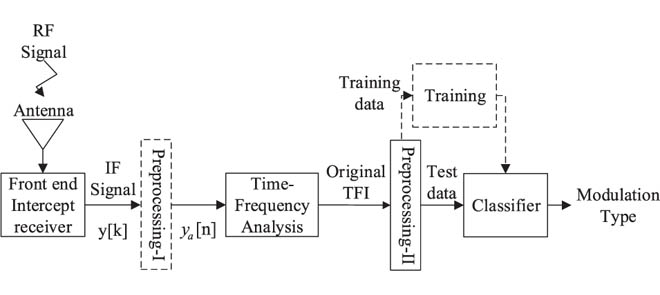 RF
Signal
Antenna
Front end
Intercept
receiver
IF
Signal
y[k]
Preprocessing-I
yₐ[n]
Time-
Frequency
Analysis
Original
TFI
Preprocessing-II
Training
data
Training
Test
data
Classifier
Modulation
Type